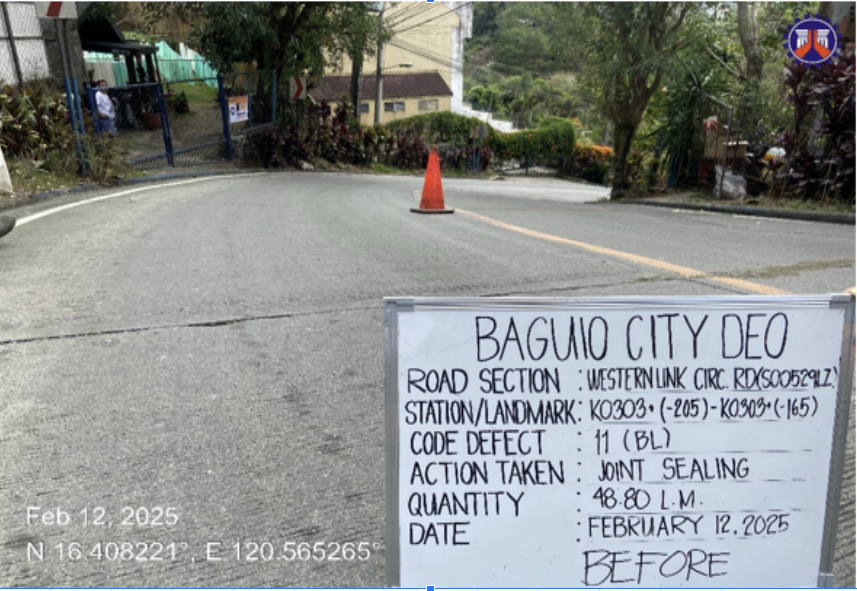 BAGUIO CITY DEO
ROAD SECTION : WESTERN LINK CIRC. RD(S00529LZ)
STATION/LANDMARK: K0303+(-205)-K0303+(-165)
CODE DEFECT : 11 (BL)
ACTION TAKEN : JOINT SEALING
QUANTITY : 48.80 L.M.
DATE : FEBRUARY 12, 2025
BEFORE
Feb 12, 2025
N 16.408221°, E 120.565265°